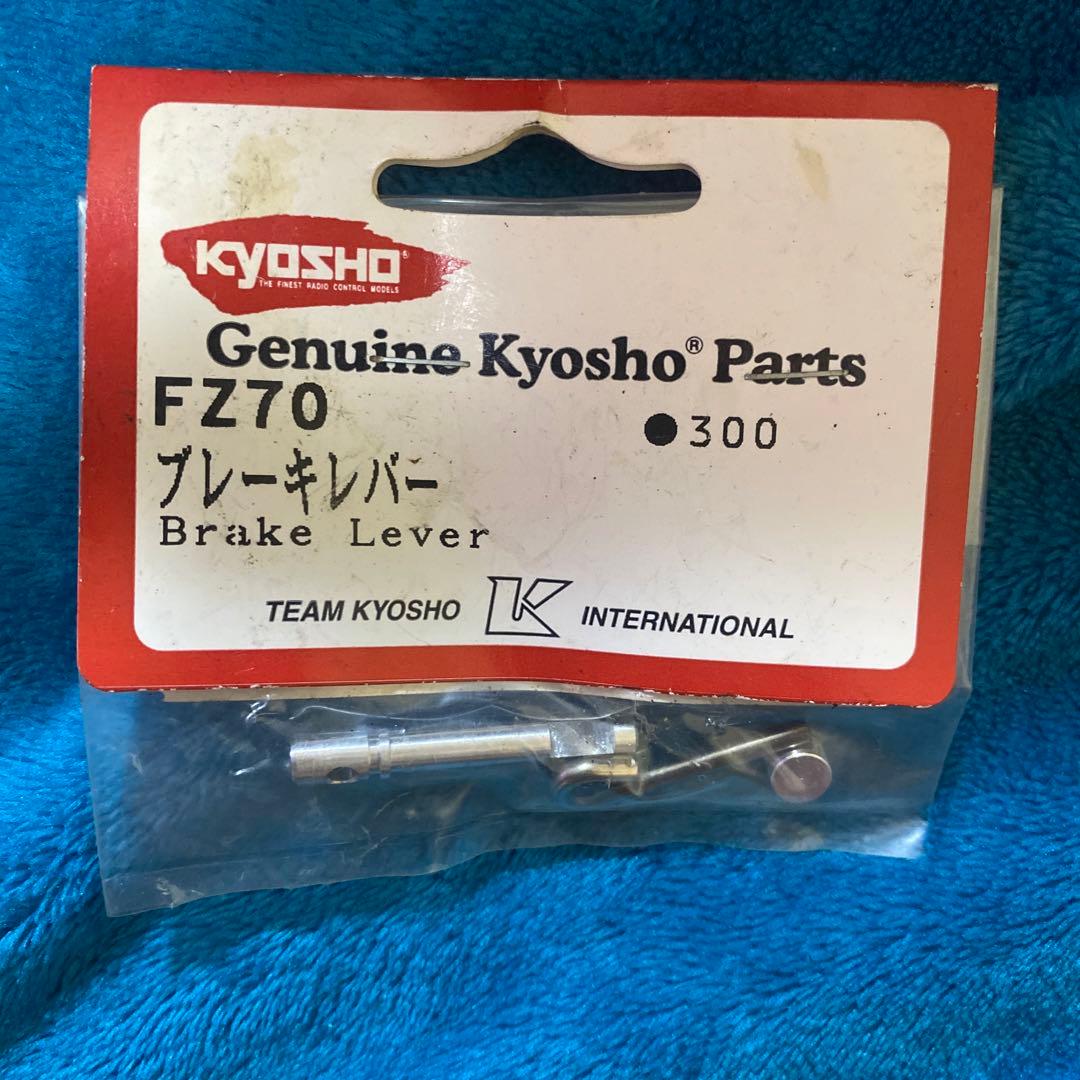 KYOSHO®
THE FINEST RADIO CONTROL MODELS
Genuine Kyosho® Parts
FZ70
●300
ブレーキレバー
Brake Lever
TEAM KYOSHO K INTERNATIONAL